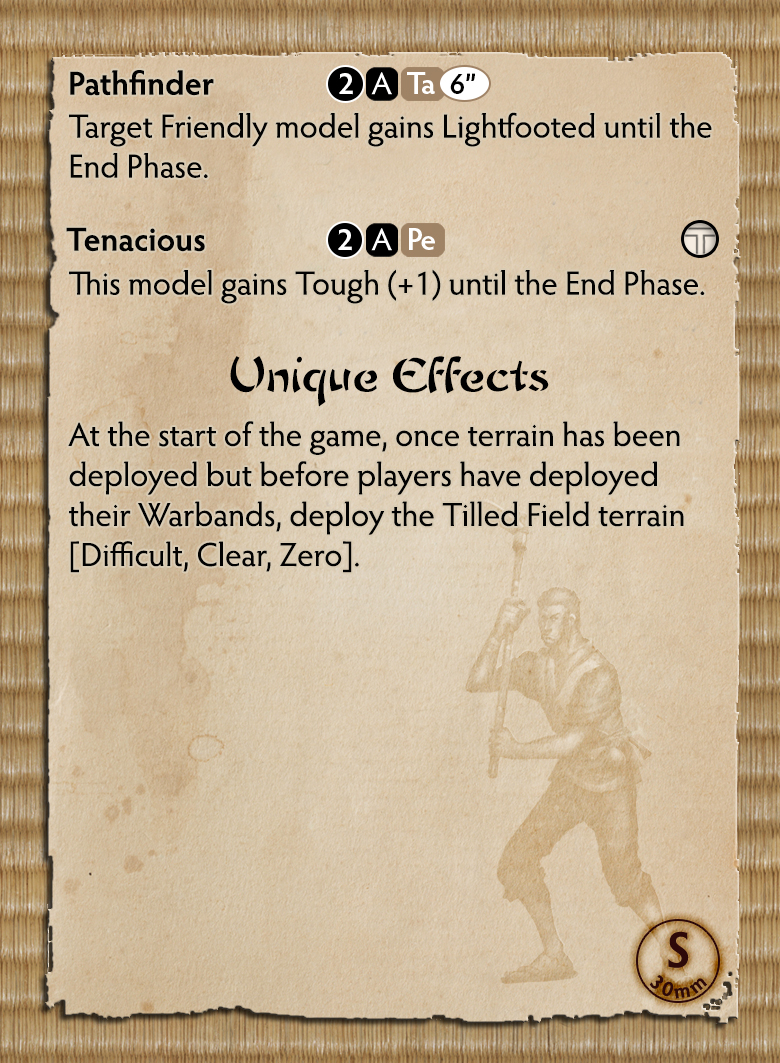 Pathfinder 2 A Ta 6"
Target Friendly model gains Lightfooted until the
End Phase.
Tenacious 2 A Pe T
This model gains Tough (+1) until the End Phase.
Unique Effects
At the start of the game, once terrain has been
deployed but before players have deployed
their Warbands, deploy the Tilled Field terrain
[Difficult, Clear, Zero].
S
30mm